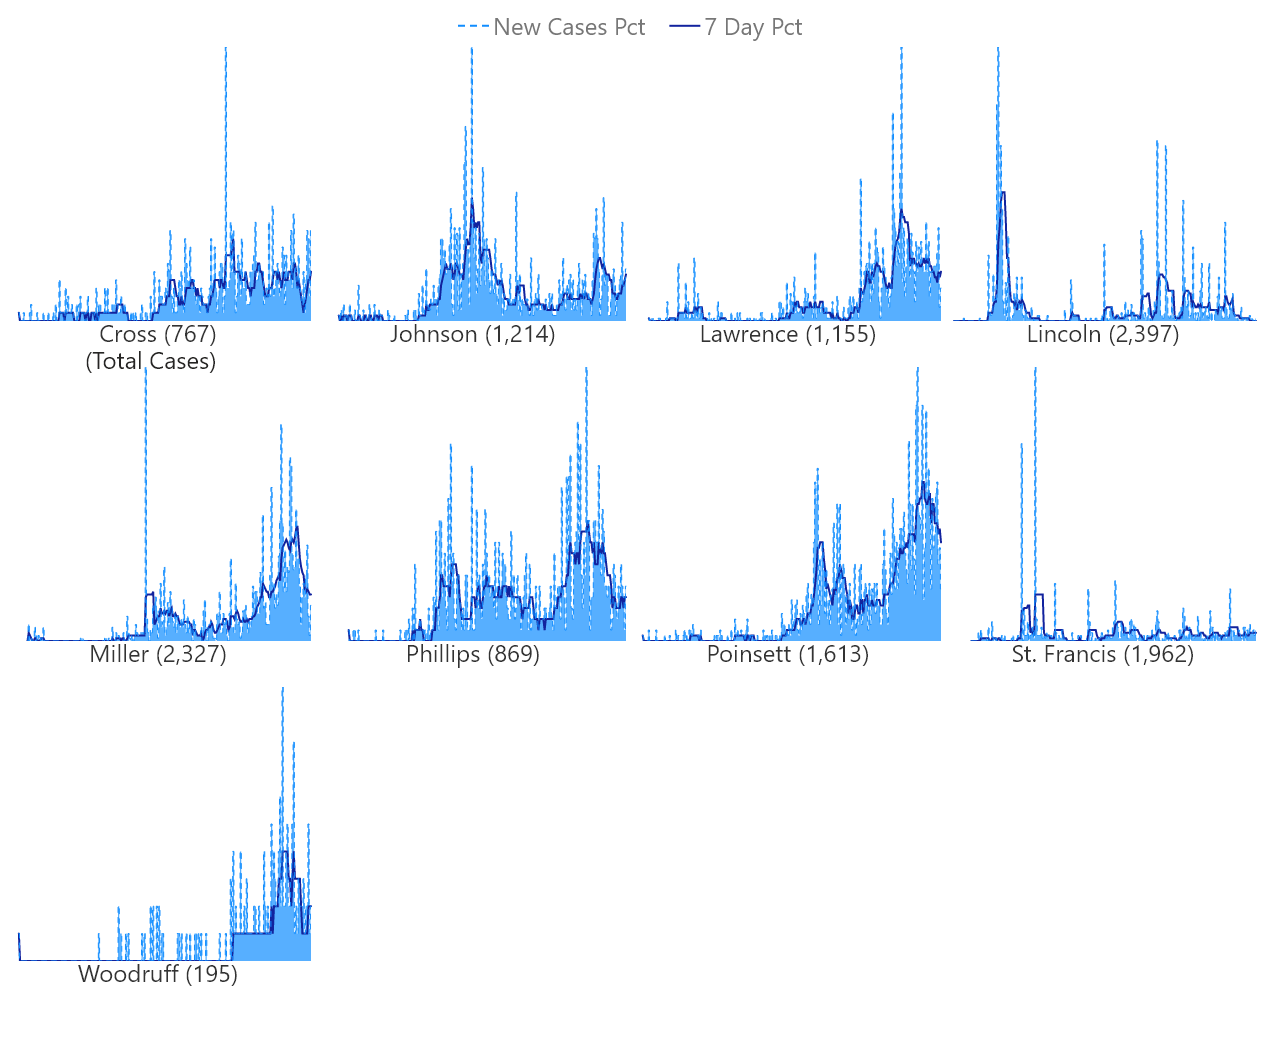 New Cases Pct 7 Day Pct
Cross (767)
(Total Cases)
Johnson (1,214)
Lawrence (1,155)
Lincoln (2,397)
Miller (2,327)
Phillips (869)
Poinsett (1,613)
St. Francis (1,962)
Woodruff (195)